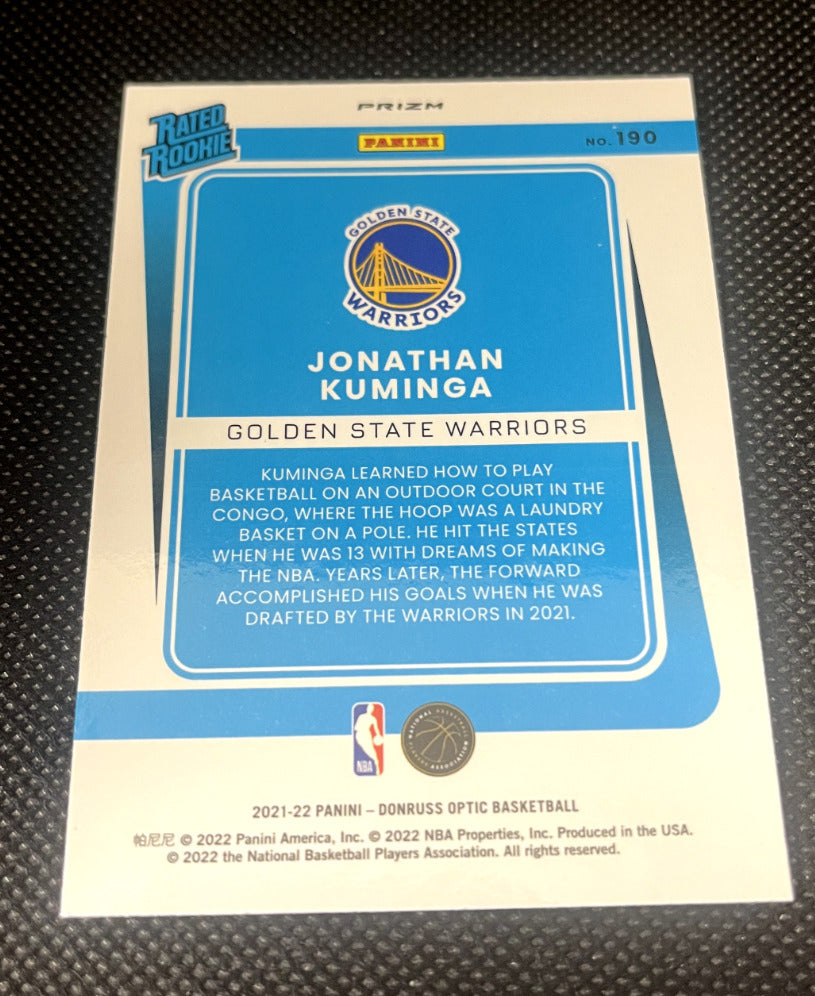 PRIZM
RATED
ROOKIE
PANINI
NO. 190
GOLDEN STATE
WARRIORS
JONATHAN
KUMINGA
GOLDEN STATE WARRIORS
KUMINGA LEARNED HOW TO PLAY
BASKETBALL ON AN OUTDOOR COURT IN THE
CONGO, WHERE THE HOOP WAS A LAUNDRY
BASKET ON A POLE. HE HIT THE STATES
WHEN HE WAS 13 WITH DREAMS OF MAKING
THE NBA. YEARS LATER, THE FORWARD
ACCOMPLISHED HIS GOALS WHEN HE WAS
DRAFTED BY THE WARRIORS IN 2021.
NBA
NATIONAL BASKETBALL
PLAYERS ASSOCIATION
2021-22 PANINI – DONRUSS OPTIC BASKETBALL
帕尼尼 © 2022 Panini America, Inc. © 2022 NBA Properties, Inc. Produced in the USA.
© 2022 the National Basketball Players Association. All rights reserved.